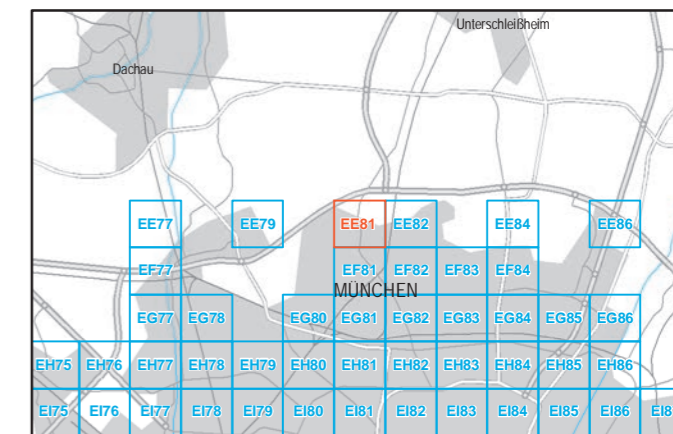 Unterschleißheim
Dachau
EE77 EE79 EE81 EE82 EE84 EE86
EF77 EF81 EF82 EF83 EF84
MÜNCHEN
EG77 EG78 EG80 EG81 EG82 EG83 EG84 EG85 EG86
EH75 EH76 EH77 EH78 EH79 EH80 EH81 EH82 EH83 EH84 EH85 EH86
EI75 EI76 EI77 EI78 EI79 EI80 EI81 EI82 EI83 EI84 EI85 EI86